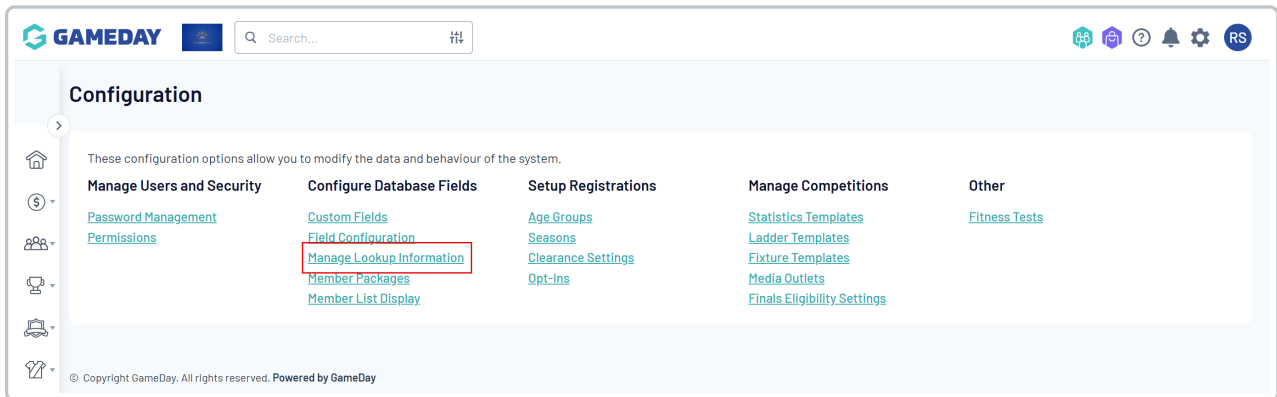 GAMEDAY
Search...
RS
Configuration
These configuration options allow you to modify the data and behaviour of the system.
Manage Users and Security
Password Management
Permissions
Configure Database Fields
Custom Fields
Field Configuration
Manage Lookup Information
Member Packages
Member List Display
Setup Registrations
Age Groups
Seasons
Clearance Settings
Opt-Ins
Manage Competitions
Statistics Templates
Ladder Templates
Fixture Templates
Media Outlets
Finals Eligibility Settings
Other
Fitness Tests
© Copyright GameDay. All rights reserved. Powered by GameDay